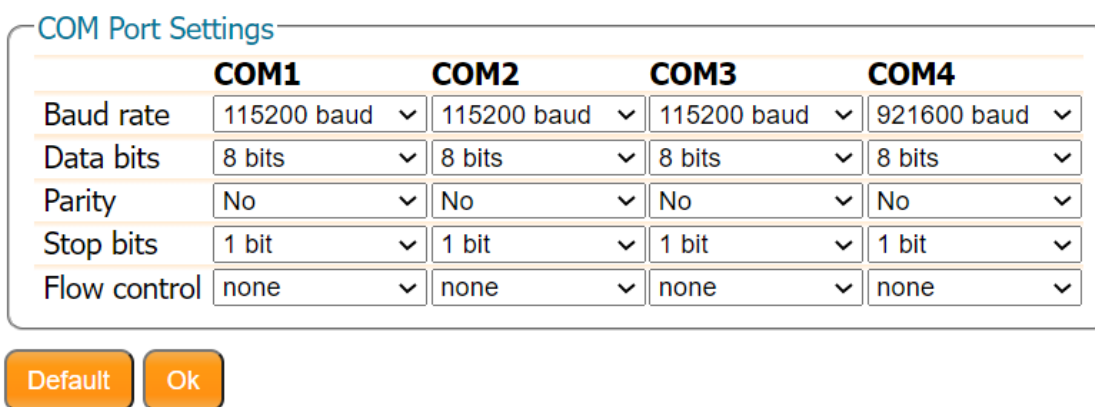 COM Port Settings
COM1 COM2 COM3 COM4
Baud rate 115200 baud 115200 baud 115200 baud 921600 baud
Data bits 8 bits 8 bits 8 bits 8 bits
Parity No No No No
Stop bits 1 bit 1 bit 1 bit 1 bit
Flow control none none none none
Default Ok